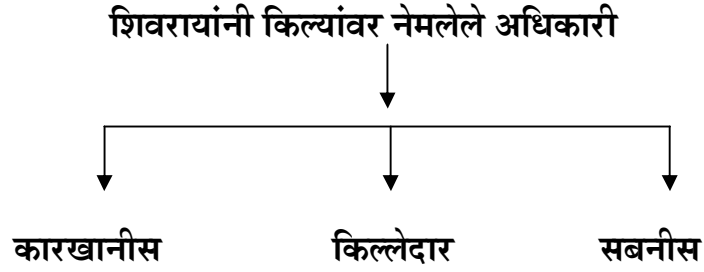 शिवरायांनी किल्यांवर नेमलेले अधिकारी
कारखानीस किल्लेदार सबनीस